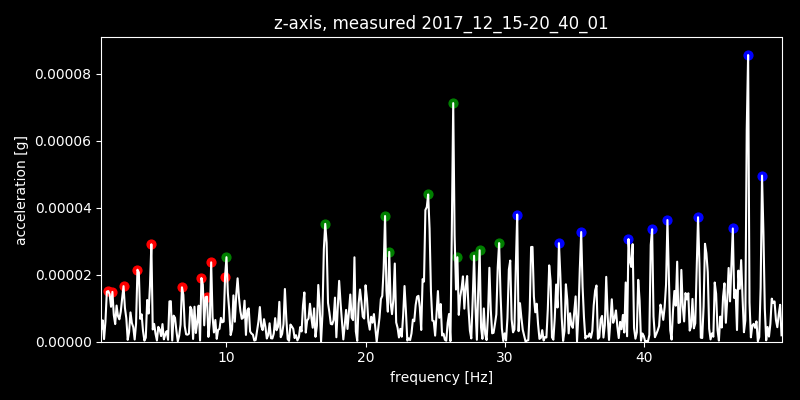 z-axis, measured 2017_12_15-20_40_01
0.00008
0.00006
0.00004
0.00002
0.00000
acceleration [g]
10 20 30 40
frequency [Hz]